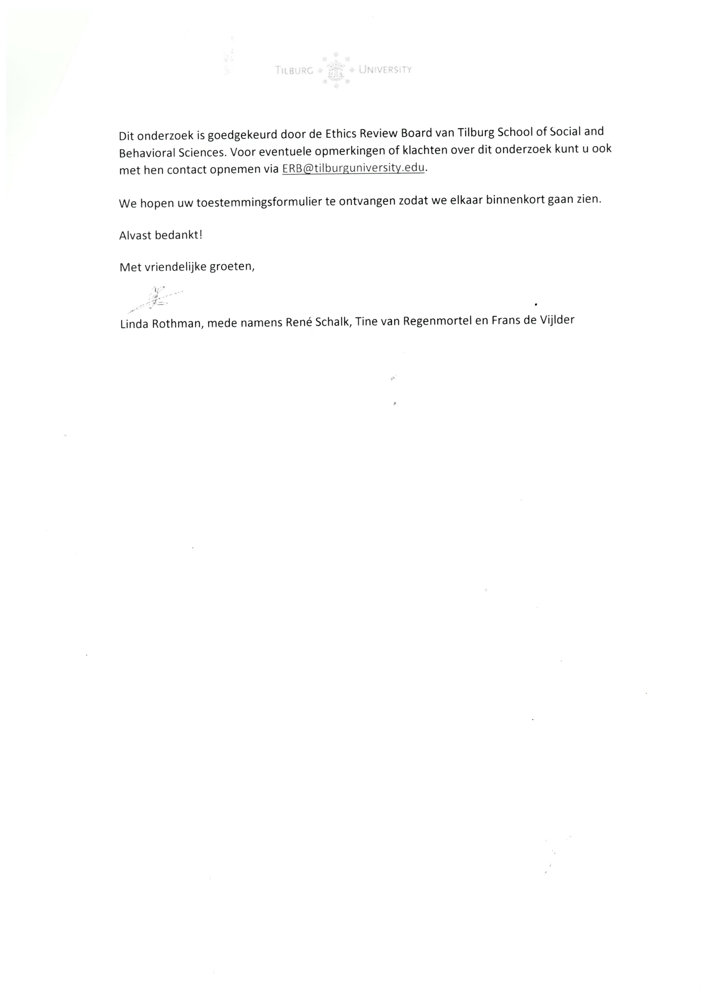 TILBURG UNIVERSITY
Dit onderzoek is goedgekeurd door de Ethics Review Board van Tilburg School of Social and
Behavioral Sciences. Voor eventuele opmerkingen of klachten over dit onderzoek kunt u ook
met hen contact opnemen via ERB@tilburguniversity.edu.
We hopen uw toestemmingsformulier te ontvangen zodat we elkaar binnenkort gaan zien.
Alvast bedankt!
Met vriendelijke groeten,
Linda Rothman, mede namens René Schalk, Tine van Regenmortel en Frans de Vijlder